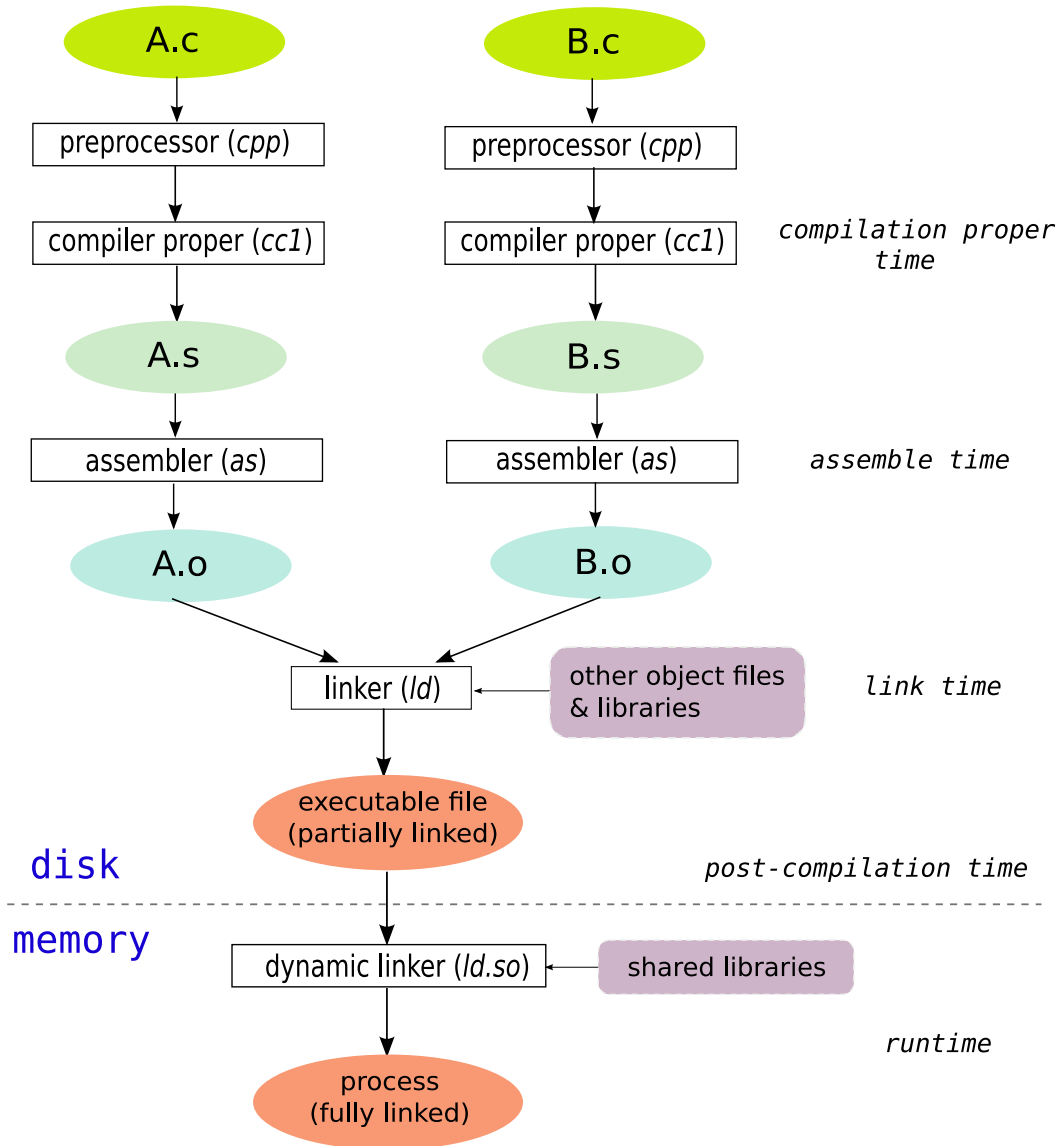 A.c
B.c
preprocessor (cpp)
preprocessor (cpp)
compiler proper (cc1)
compiler proper (cc1)
compilation proper
time
A.s
B.s
assembler (as)
assembler (as)
assemble time
A.o
B.o
linker (ld)
other object files
& libraries
link time
executable file
(partially linked)
disk
post-compilation time
memory
dynamic linker (ld.so)
shared libraries
runtime
process
(fully linked)